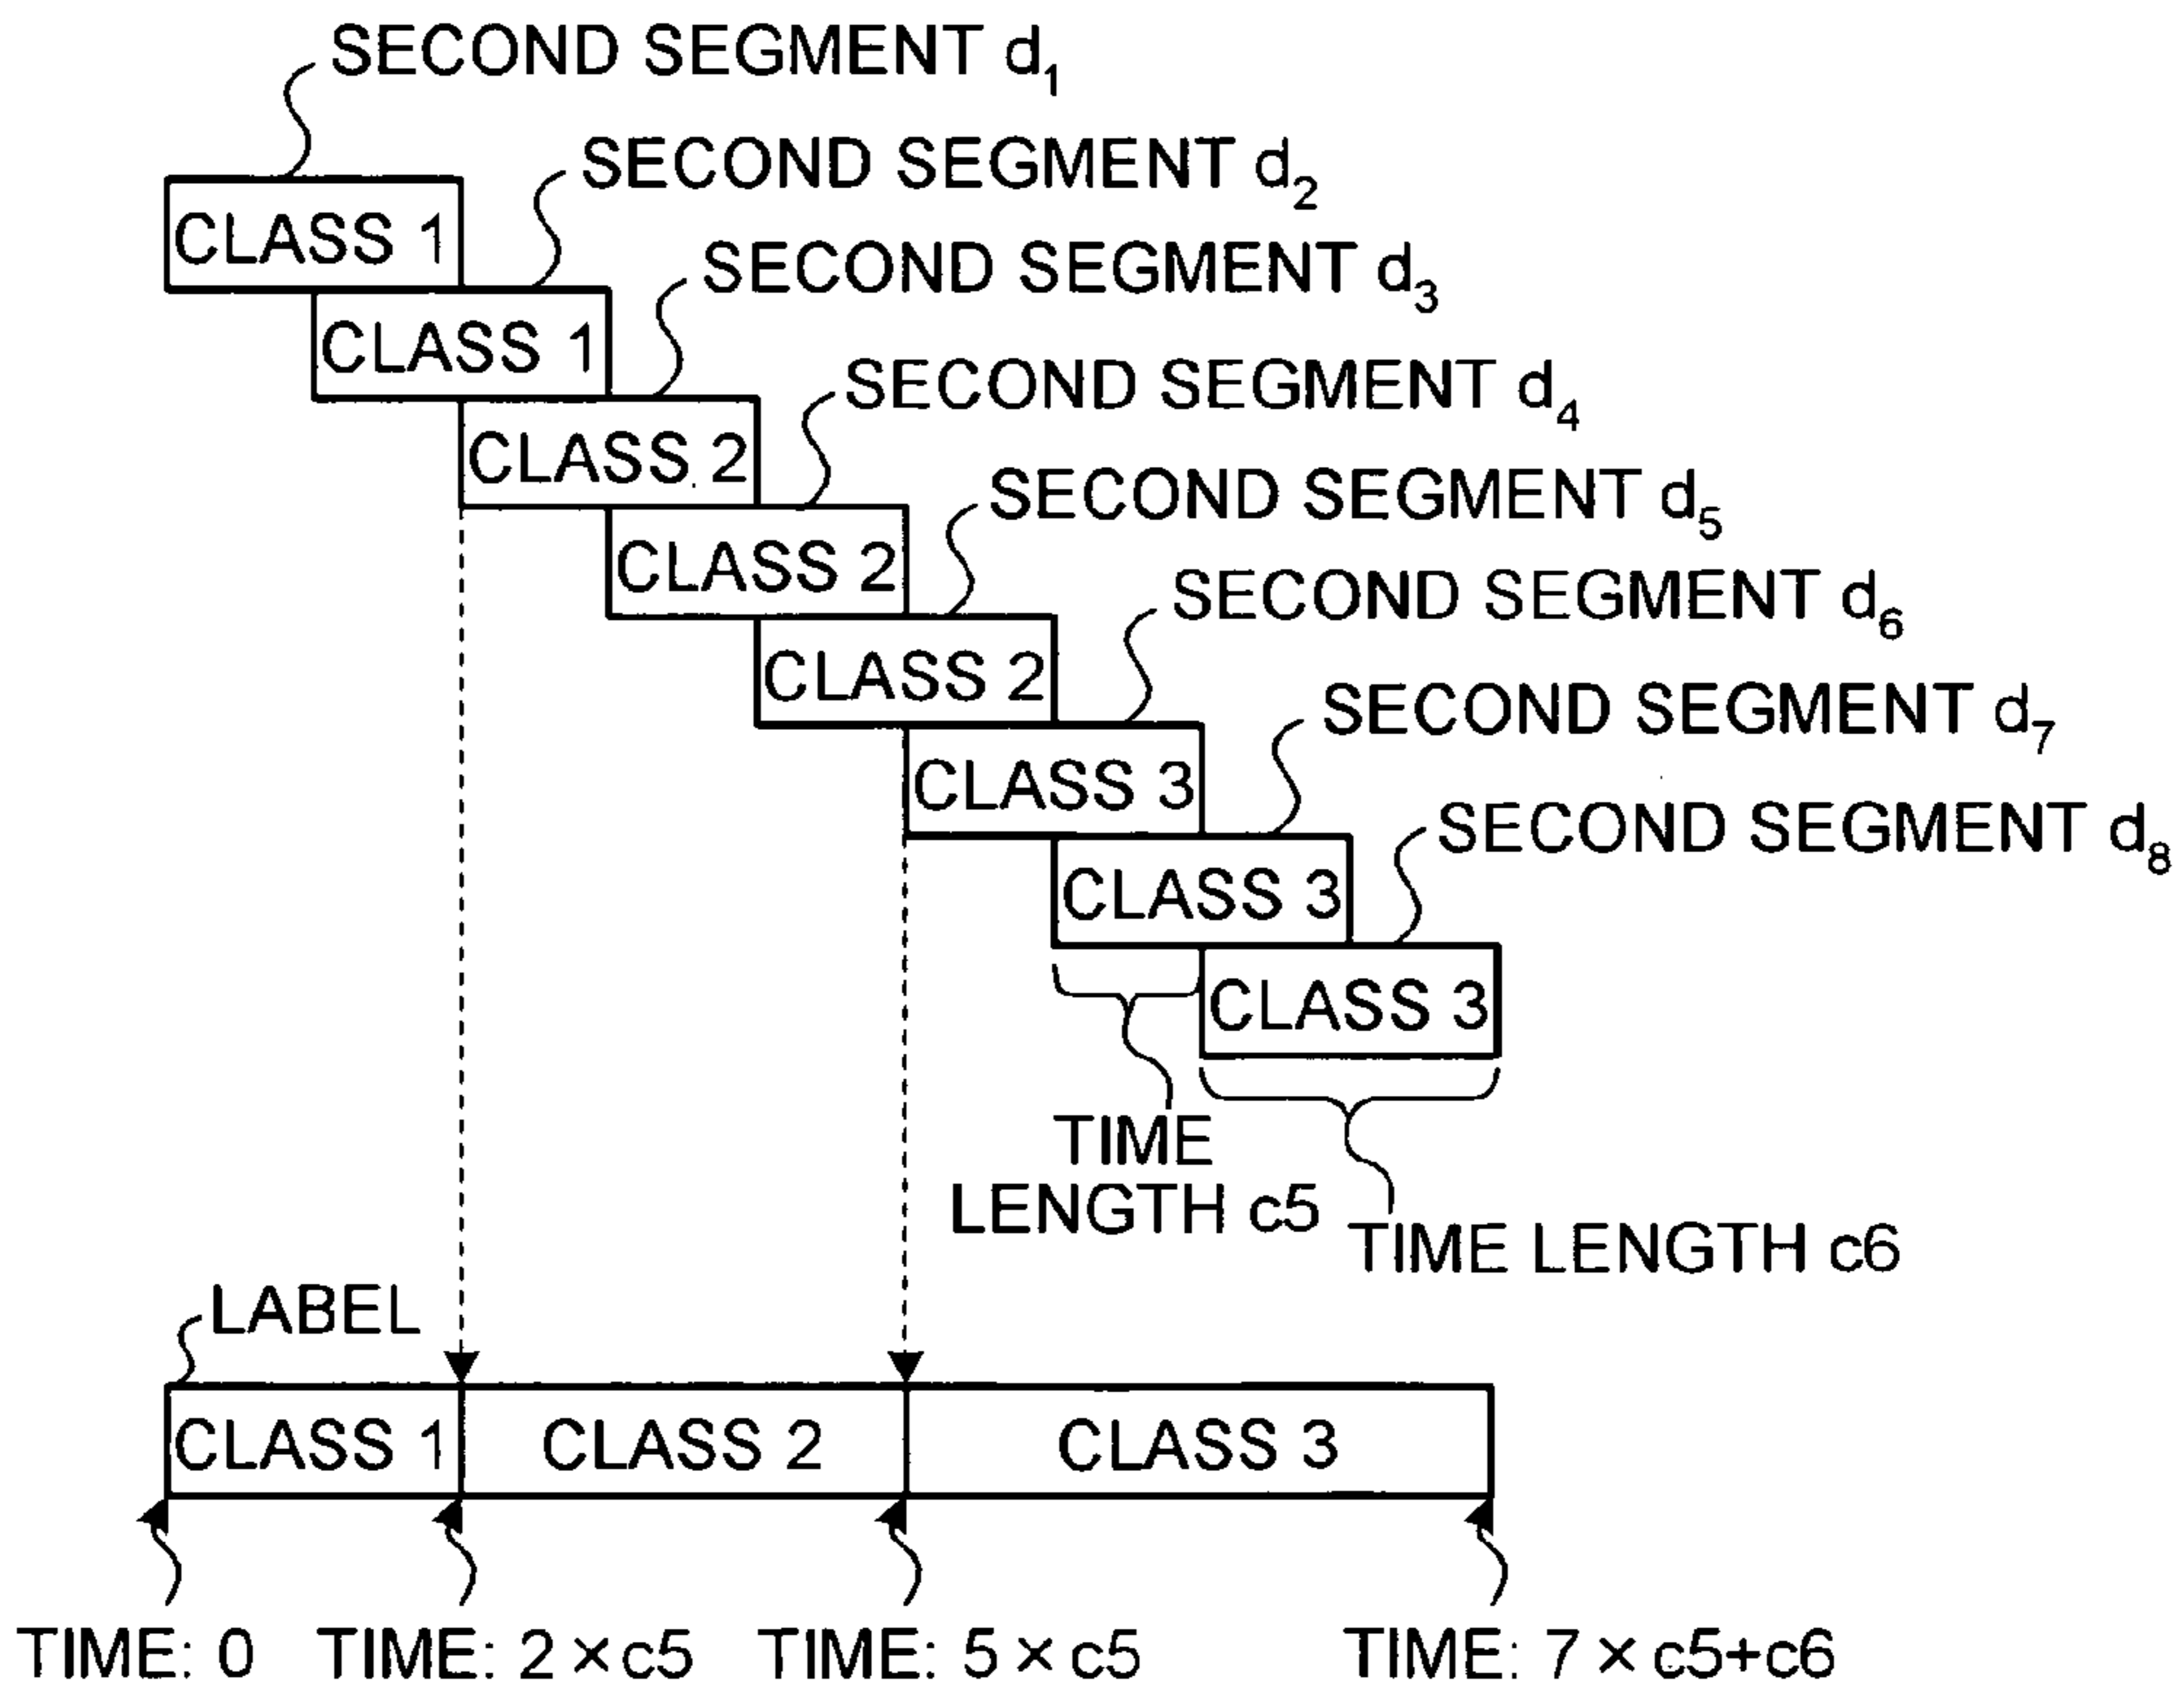 SECOND SEGMENT d1
SECOND SEGMENT d2
CLASS 1
SECOND SEGMENT d3
CLASS 1
SECOND SEGMENT d4
CLASS 2
SECOND SEGMENT d5
CLASS 2
SECOND SEGMENT d6
CLASS 2
SECOND SEGMENT d7
CLASS 3
SECOND SEGMENT d8
CLASS 3
CLASS 3
TIME
LENGTH c5
TIME LENGTH c6
LABEL
CLASS 1 CLASS 2 CLASS 3
TIME: 0 TIME: 2 × c5 TIME: 5 × c5 TIME: 7 × c5+c6